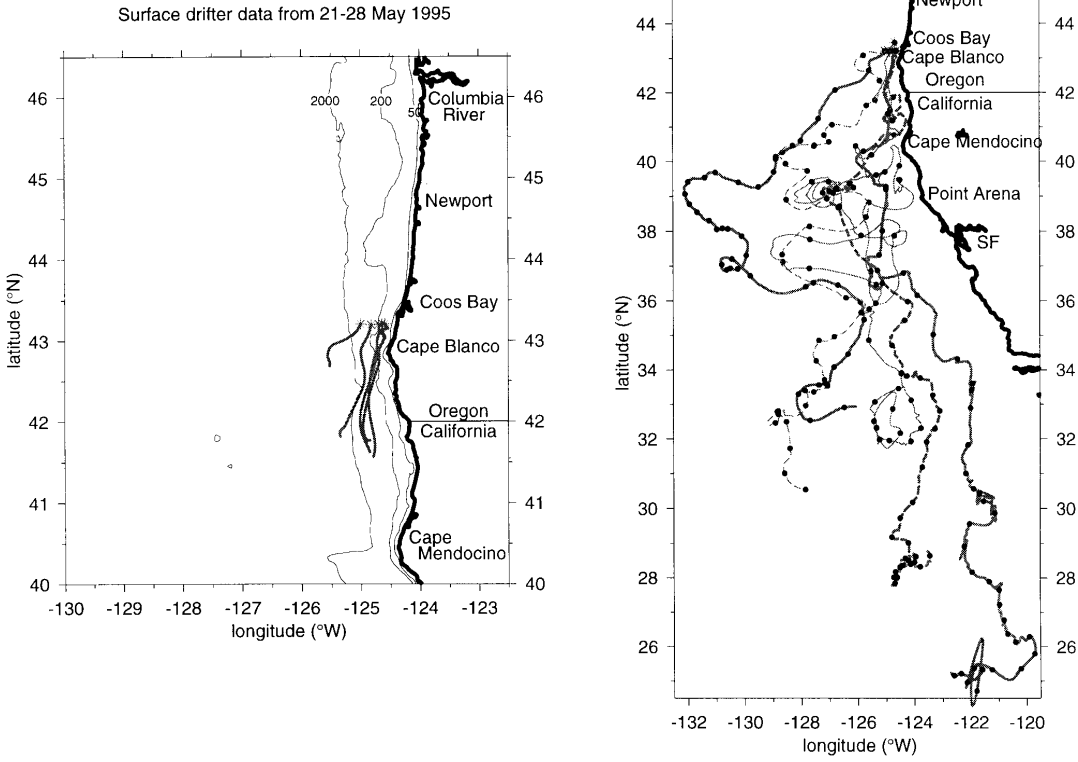 Surface drifter data from 21-28 May 1995
2000
200
50
Columbia
River
Newport
Coos Bay
Cape Blanco
Oregon
California
Cape
Mendocino
46
45
44
43
42
41
40
46
45
44
43
42
41
40
latitude (°N)
-130
-129
-128
-127
-126
-125
-124
-123
longitude (°W)
Newport
Coos Bay
Cape Blanco
Oregon
California
Cape Mendocino
Point Arena
SF
44
42
40
38
36
34
32
30
28
26
44
42
40
38
36
34
32
30
28
26
latitude (°N)
-132
-130
-128
-126
-124
-122
-120
longitude (°W)